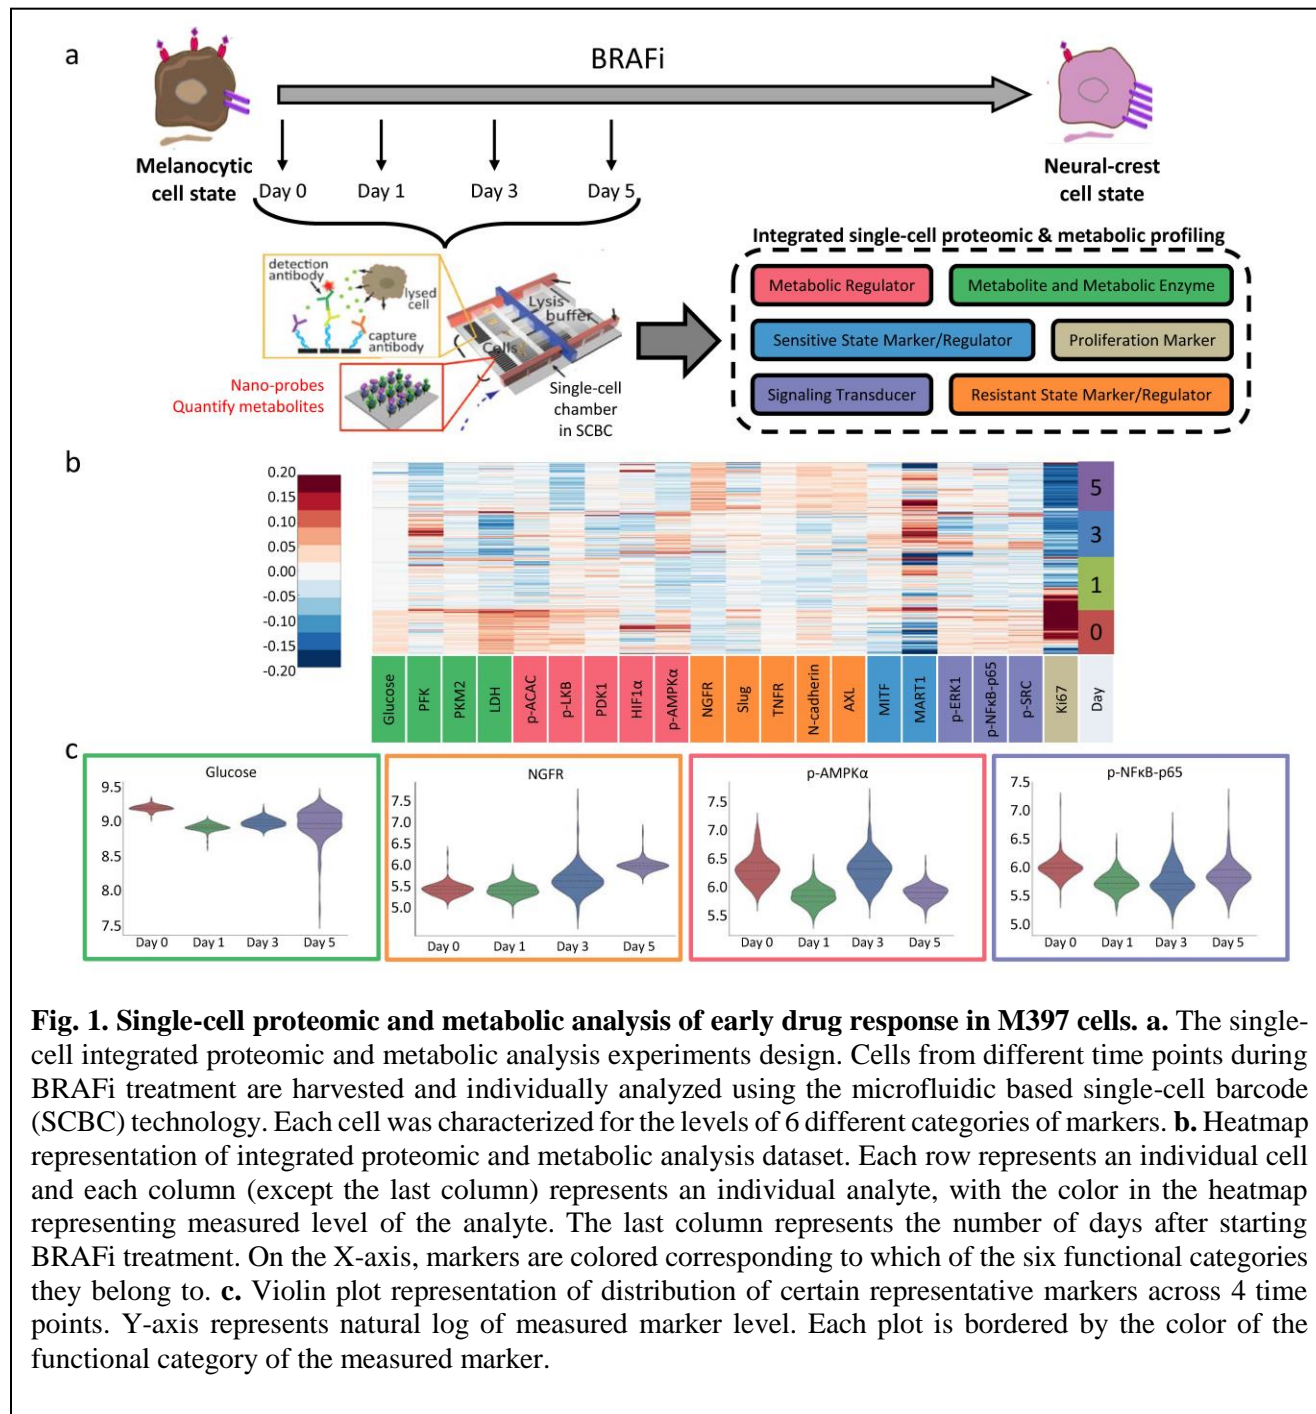 a
BRAFi
Melanocytic
cell state
Day 0
Day 1
Day 3
Day 5
Neural-crest
cell state
detection
antibody
lysed
cell
capture
antibody
Lysis
buffer
Cells
Nano-probes
Quantify metabolites
Single-cell
chamber
in SCBC
Integrated single-cell proteomic & metabolic profiling
Metabolic Regulator
Metabolite and Metabolic Enzyme
Sensitive State Marker/Regulator
Proliferation Marker
Signaling Transducer
Resistant State Marker/Regulator
b
0.20
0.15
0.10
0.05
0.00
-0.05
-0.10
-0.15
-0.20
5
3
1
0
Glucose
PFK
PKM2
LDH
p-ACAC
p-LKB
PDK1
HIF1α
p-AMPKα
NGFR
Slug
TNFR
N-cadherin
AXL
MITF
MART1
p-ERK1
p-NFκB-p65
p-SRC
Ki67
Day
c
Glucose
9.5
9.0
8.5
8.0
7.5
Day 0 Day 1 Day 3 Day 5
NGFR
7.5
7.0
6.5
6.0
5.5
5.0
Day 0 Day 1 Day 3 Day 5
p-AMPKα
7.5
7.0
6.5
6.0
5.5
Day 0 Day 1 Day 3 Day 5
p-NFκB-p65
7.5
7.0
6.5
6.0
5.5
5.0
Day 0 Day 1 Day 3 Day 5
Fig. 1. Single-cell proteomic and metabolic analysis of early drug response in M397 cells. a. The single-
cell integrated proteomic and metabolic analysis experiments design. Cells from different time points during
BRAFi treatment are harvested and individually analyzed using the microfluidic based single-cell barcode
(SCBC) technology. Each cell was characterized for the levels of 6 different categories of markers. b. Heatmap
representation of integrated proteomic and metabolic analysis dataset. Each row represents an individual cell
and each column (except the last column) represents an individual analyte, with the color in the heatmap
representing measured level of the analyte. The last column represents the number of days after starting
BRAFi treatment. On the X-axis, markers are colored corresponding to which of the six functional categories
they belong to. c. Violin plot representation of distribution of certain representative markers across 4 time
points. Y-axis represents natural log of measured marker level. Each plot is bordered by the color of the
functional category of the measured marker.